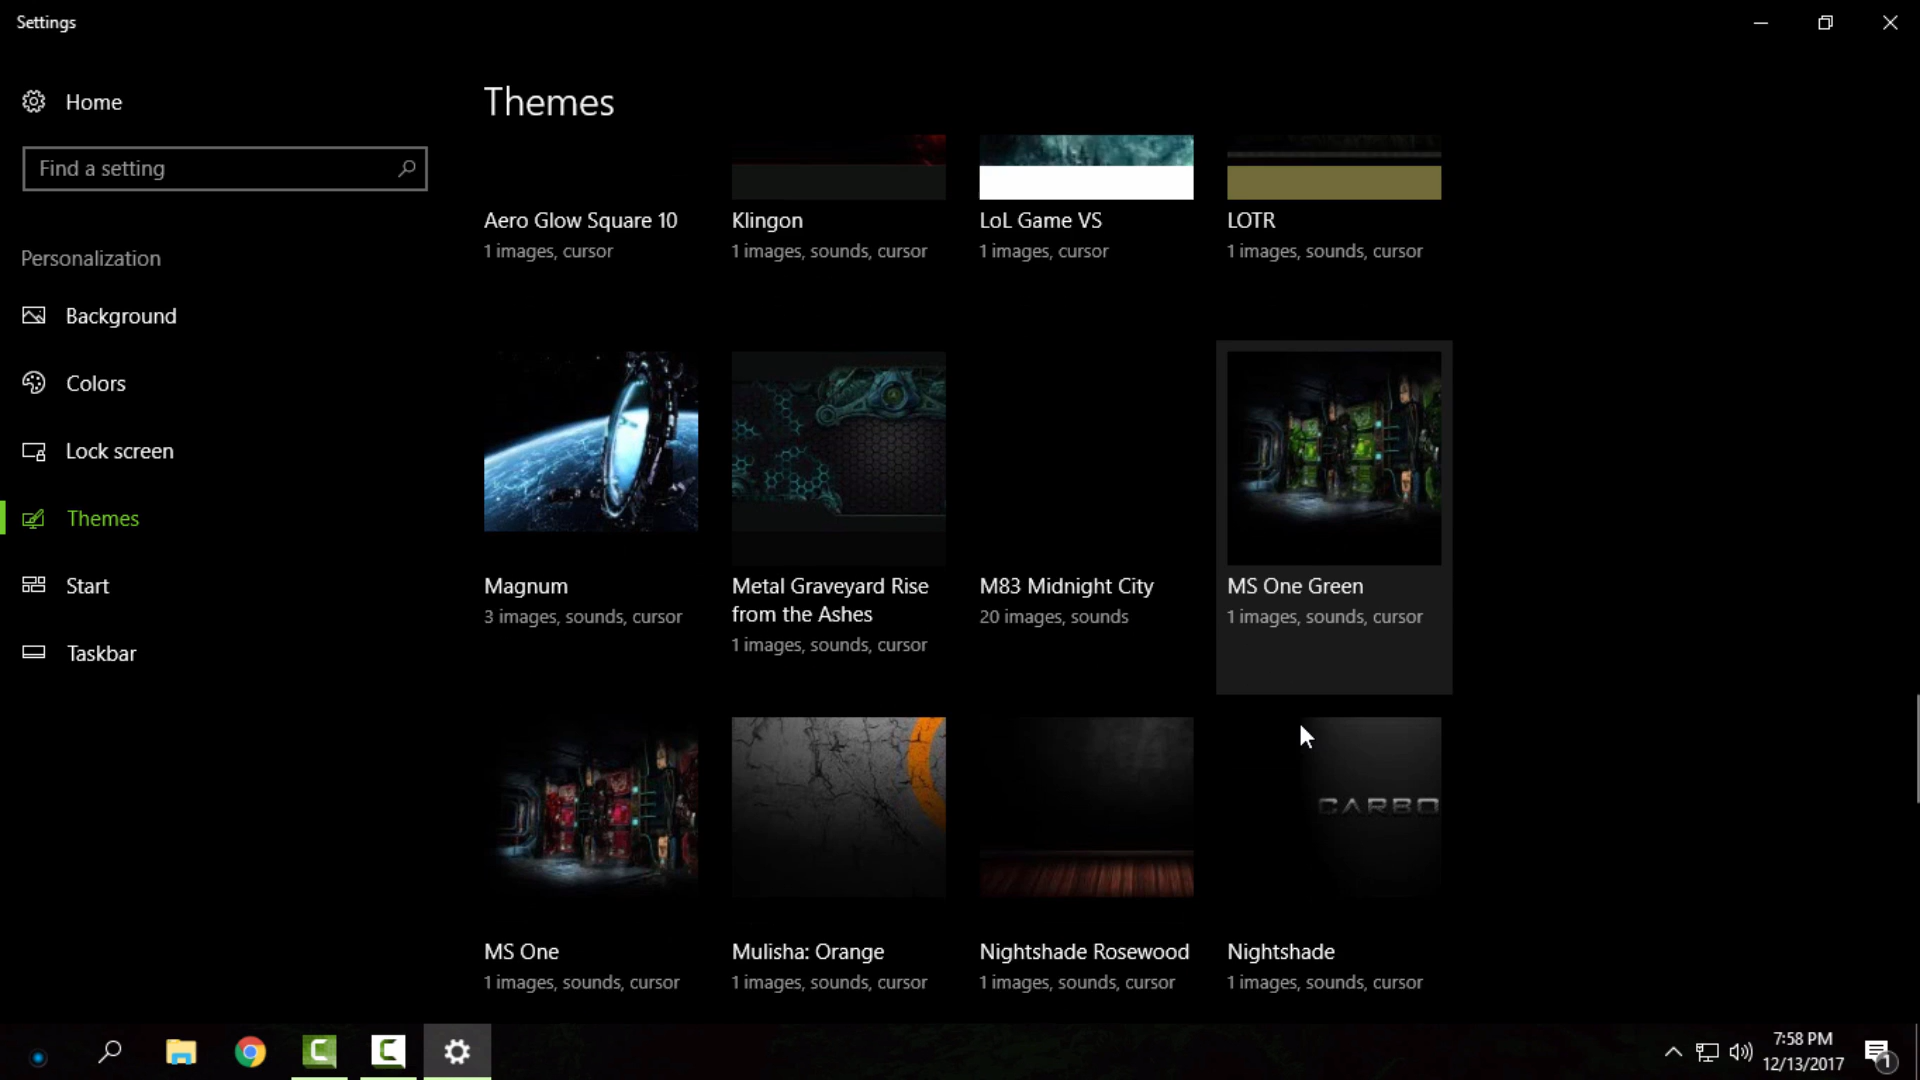 Settings
Home
Find a setting
Personalization
Background
Colors
Lock screen
Themes
Start
Taskbar
Themes
Aero Glow Square 10
1 images, cursor
Klingon
1 images, sounds, cursor
LoL Game VS
1 images, cursor
LOTR
1 images, sounds, cursor
Magnum
3 images, sounds, cursor
Metal Graveyard Rise
from the Ashes
1 images, sounds, cursor
M83 Midnight City
20 images, sounds
MS One Green
1 images, sounds, cursor
MS One
1 images, sounds, cursor
Mulisha: Orange
1 images, sounds, cursor
Nightshade Rosewood
1 images, sounds, cursor
CARBO
Nightshade
1 images, sounds, cursor
7:58 PM
12/13/2017
1